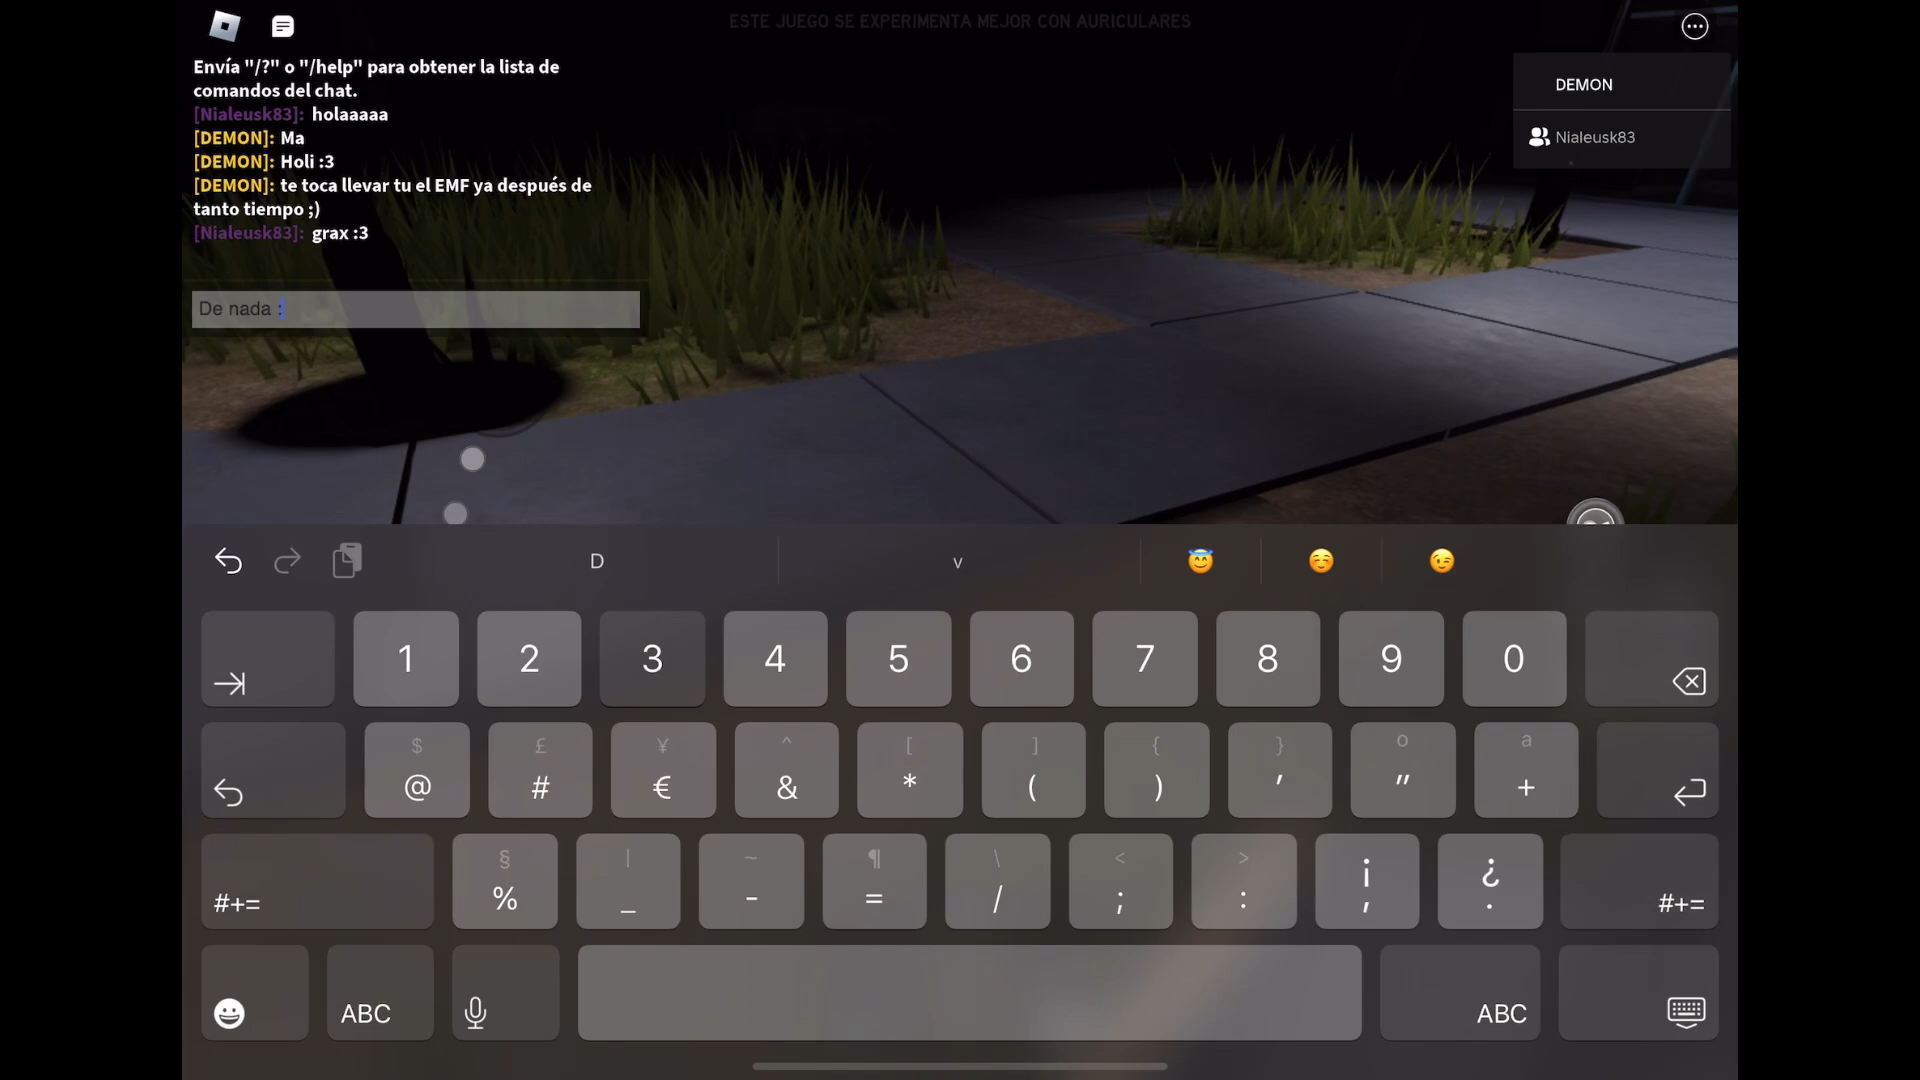 ESTE JUEGO SE EXPERIMENTA MEJOR CON AURICULARES
Envía "/?" o "/help" para obtener la lista de
comandos del chat.
[Nialeusk83]: holaaaaa
[DEMON]: Ma
[DEMON]: Holi :3
[DEMON]: te toca llevar tu el EMF ya después de
tanto tiempo ;)
[Nialeusk83]: grax :3
De nada :
DEMON
Nialeusk83
D v
1 2 3 4 5 6 7 8 9 0
$ £ ¥ ^ [ ] { } º ª
@ # € & * ( ) ' " +
§ | ~ ¶ \ < > ¡ ¿
#+= % _ - = / ; : , . #+=
ABC ABC